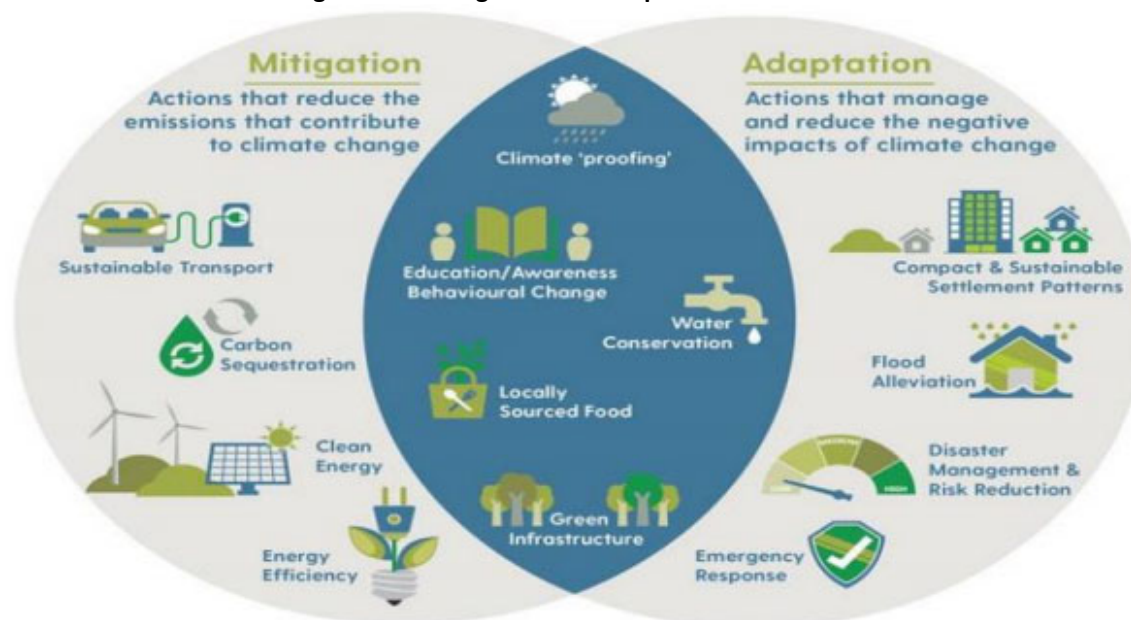 Mitigation
Actions that reduce the
emissions that contribute
to climate change
Sustainable Transport
Carbon
Sequestration
Clean
Energy
Energy
Efficiency
Climate 'proofing'
Education/Awareness
Behavioural Change
Water
Conservation
Locally
Sourced Food
Green
Infrastructure
Adaptation
Actions that manage
and reduce the negative
impacts of climate change
Compact & Sustainable
Settlement Patterns
Flood
Alleviation
Disaster
Management &
Risk Reduction
HIGH
Emergency
Response